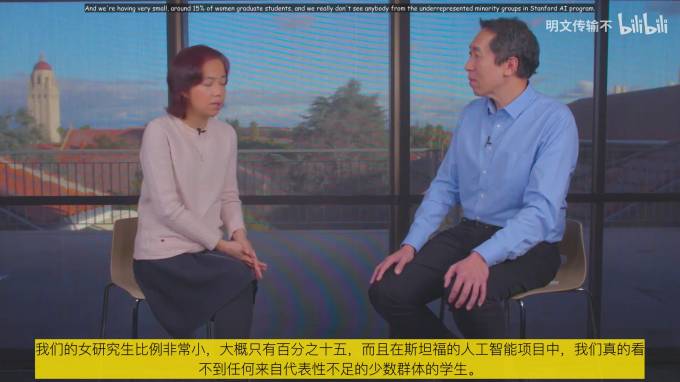 And we're having very small, around 15% of women graduate students, and we really don't see anybody from the underrepresented minority groups in Stanford AI program.
明文传输不 bilibili
我们的女研究生比例非常小，大概只有百分之十五，而且在斯坦福的人工智能项目中，我们真的看
不到任何来自代表性不足的少数群体的学生。